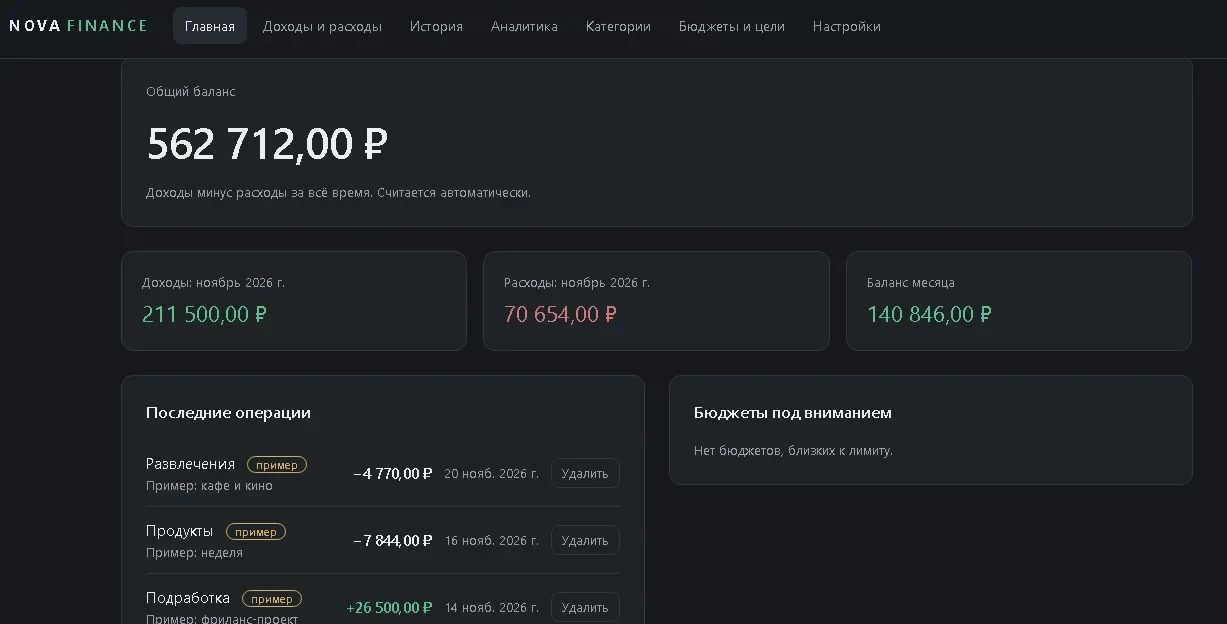 NOVA FINANCE Главная Доходы и расходы История Аналитика Категории Бюджеты и цели Настройки
Общий баланс
562 712,00 ₽
Доходы минус расходы за всё время. Считается автоматически.
Доходы: ноябрь 2026 г.
211 500,00 ₽
Расходы: ноябрь 2026 г.
70 654,00 ₽
Баланс месяца
140 846,00 ₽
Последние операции
Развлечения пример
Пример: кафе и кино
−4 770,00 ₽ 20 нояб. 2026 г. Удалить
Продукты пример
Пример: неделя
−7 844,00 ₽ 16 нояб. 2026 г. Удалить
Подработка пример
Пример: фриланс-проект
+26 500,00 ₽ 14 нояб. 2026 г. Удалить
Бюджеты под вниманием
Нет бюджетов, близких к лимиту.